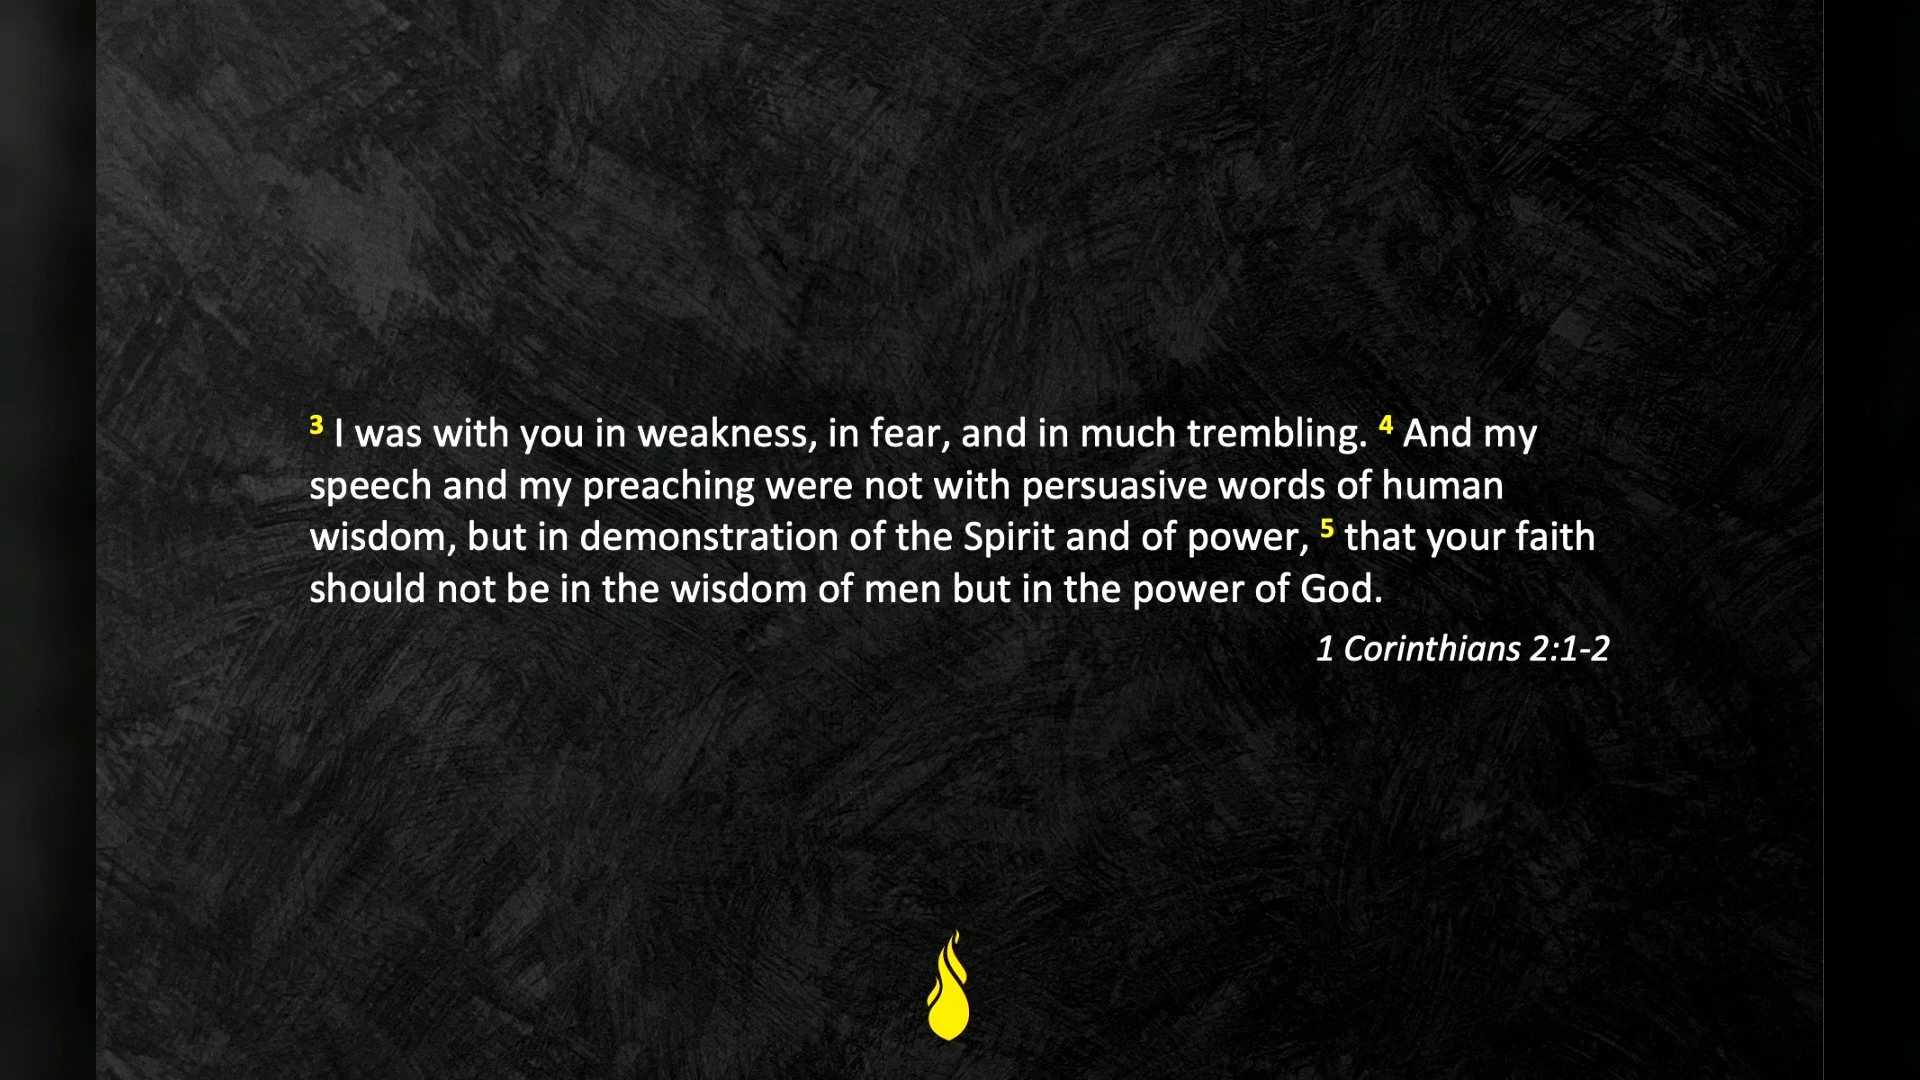 3 I was with you in weakness, in fear, and in much trembling. 4 And my
speech and my preaching were not with persuasive words of human
wisdom, but in demonstration of the Spirit and of power, 5 that your faith
should not be in the wisdom of men but in the power of God.
1 Corinthians 2:1-2